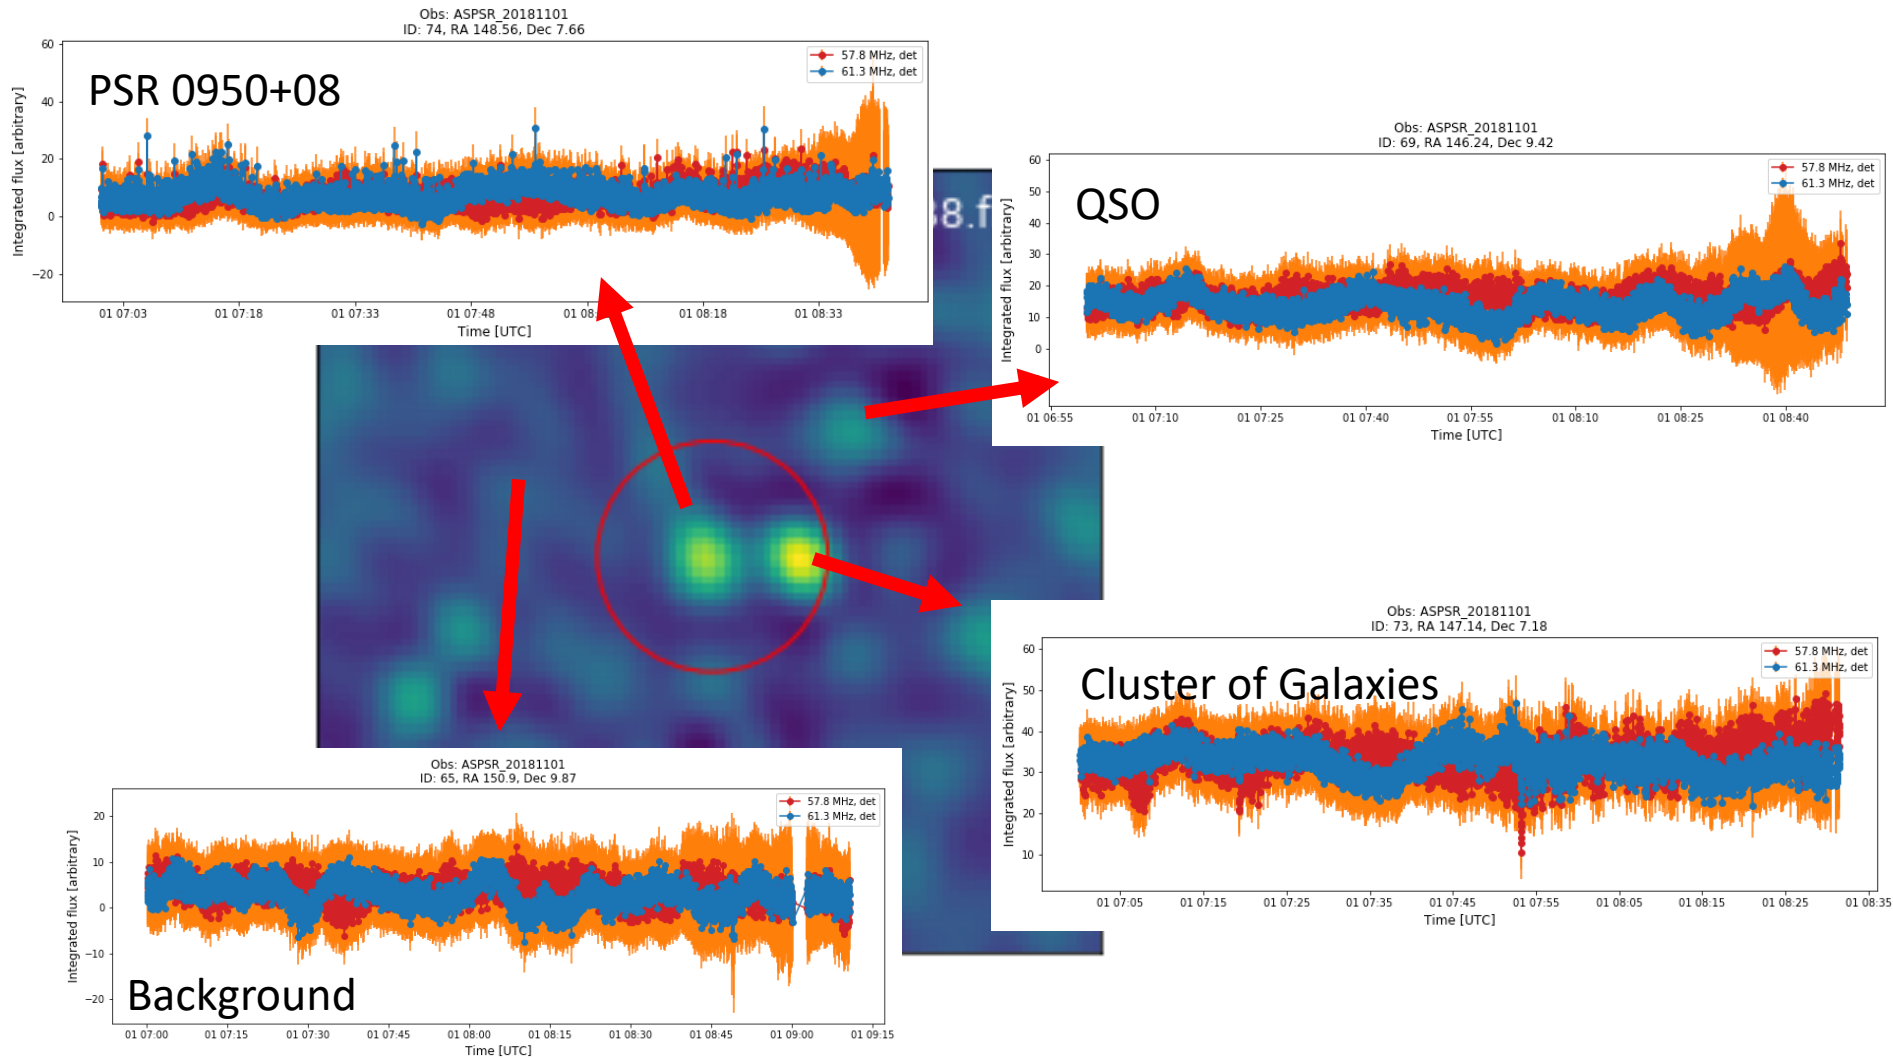 Obs: ASPSR_20181101
ID: 74, RA 148.56, Dec 7.66
PSR 0950+08
57.8 MHz, det
61.3 MHz, det
Integrated flux [arbitrary]
60
40
20
0
−20
01 07:03 01 07:18 01 07:33 01 07:48 01 08:18 01 08:33
Time [UTC]
38.f
Obs: ASPSR_20181101
ID: 69, RA 146.24, Dec 9.42
QSO
57.8 MHz, det
61.3 MHz, det
Integrated flux [arbitrary]
60
50
40
30
20
10
0
01 06:55 01 07:10 01 07:25 01 07:40 01 07:55 01 08:10 01 08:25 01 08:40
Time [UTC]
Obs: ASPSR_20181101
ID: 73, RA 147.14, Dec 7.18
Cluster of Galaxies
57.8 MHz, det
61.3 MHz, det
Integrated flux [arbitrary]
60
50
40
30
20
10
01 07:05 01 07:15 01 07:25 01 07:35 01 07:45 01 07:55 01 08:05 01 08:15 01 08:25 01 08:35
Time [UTC]
Obs: ASPSR_20181101
ID: 65, RA 150.9, Dec 9.87
57.8 MHz, det
61.3 MHz, det
Integrated flux [arbitrary]
20
10
0
−10
−20
Background
01 07:00 01 07:15 01 07:30 01 07:45 01 08:00 01 08:15 01 08:30 01 08:45 01 09:00 01 09:15
Time [UTC]